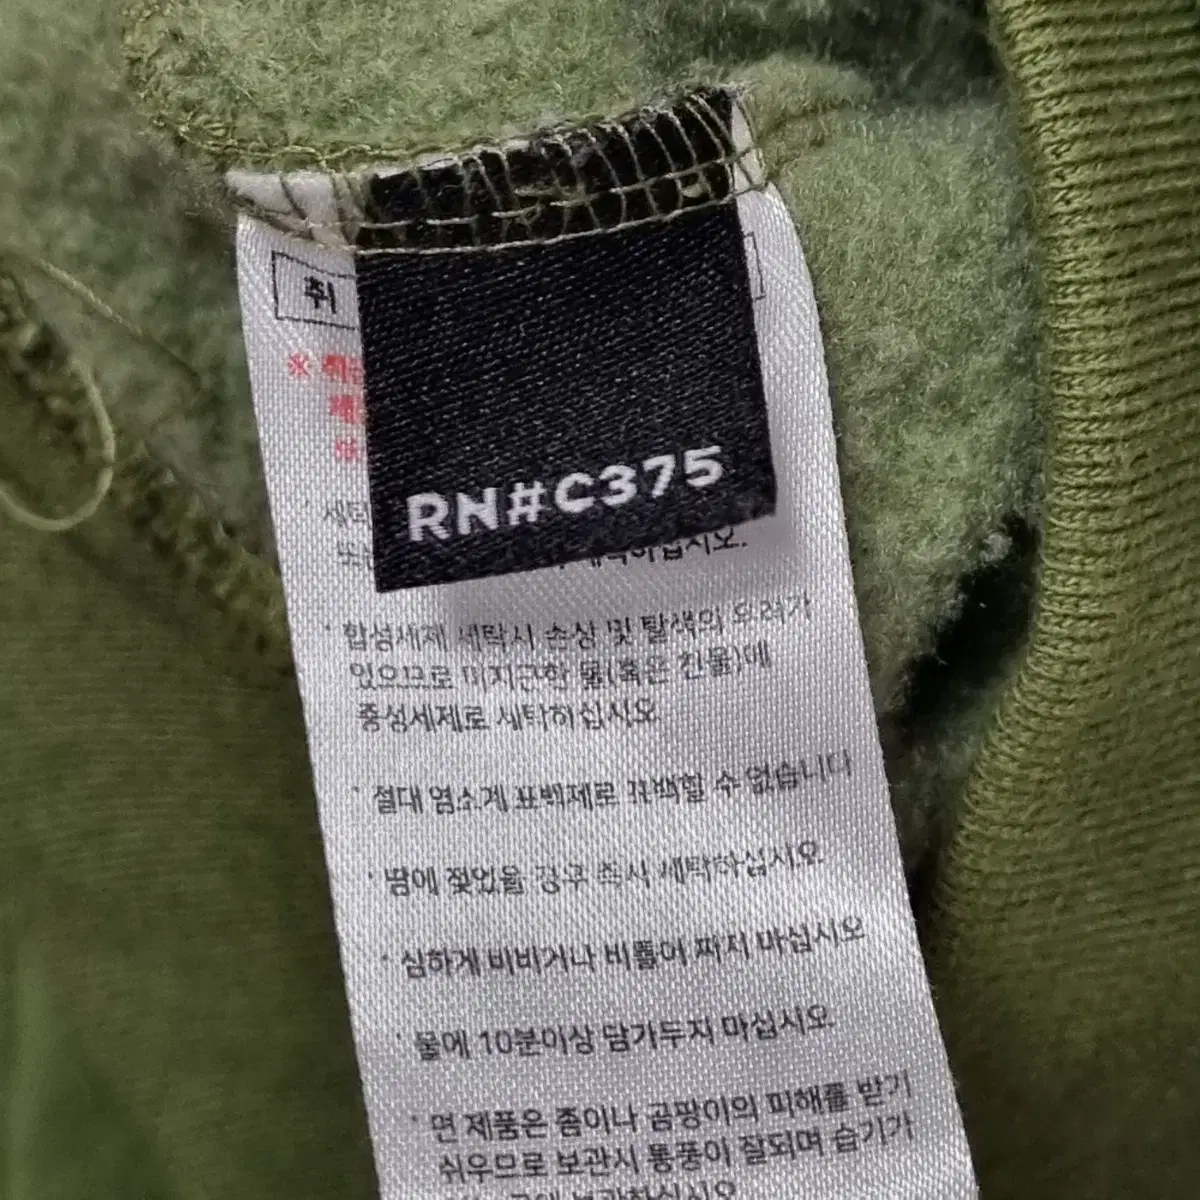 취
RN#C375
세탁
하십시오.
· 합성세제 세탁시 손상 및 탈색의 우려가
있으므로 미지근한 물(혹은 찬물)에
중성세제로 세탁하십시오
· 절대 염소계 표백제로 표백할 수 없습니다
· 땀에 젖었을 경우 즉시 세탁하십시오.
· 심하게 비비거나 비틀어 짜지 마십시오
· 물에 10분이상 담가두지 마십시오.
· 면 제품은 좀이나 곰팡이의 피해를 받기
쉬우므로 보관시 통풍이 잘되며 습기가